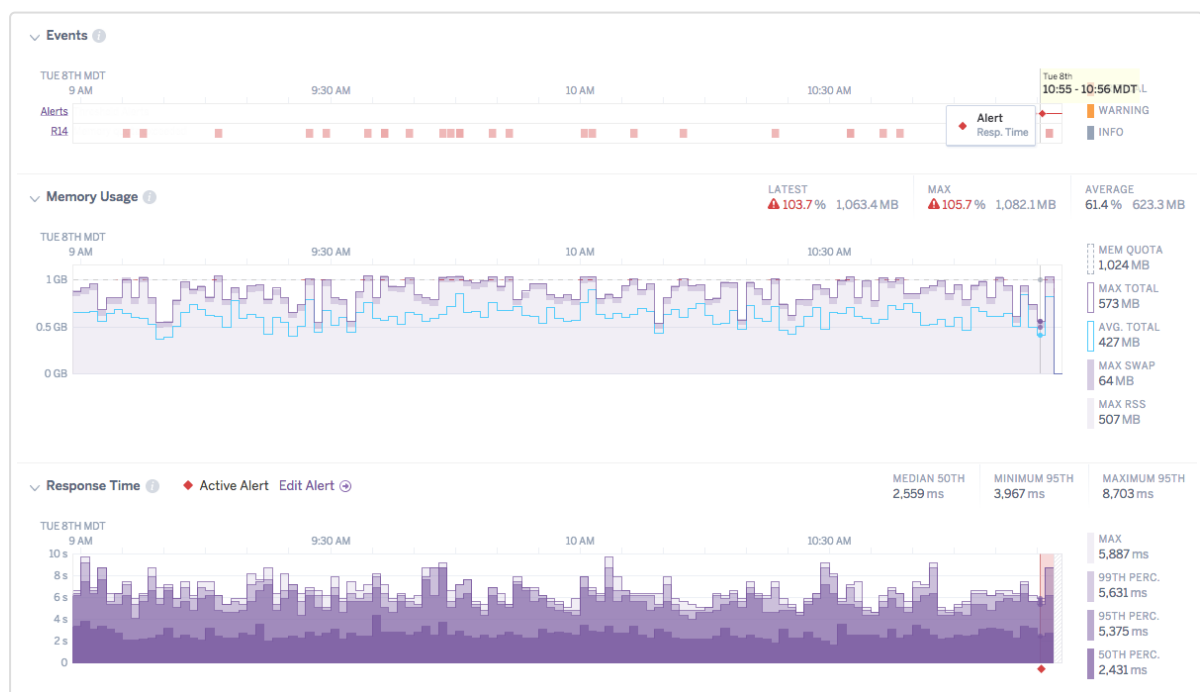 Events
TUE 8TH MDT
9 AM 9:30 AM 10 AM 10:30 AM
Tue 8th
10:55 - 10:56 MDT
Alerts
R14
Alert
Resp. Time
WARNING
INFO
Memory Usage
LATEST
103.7 % 1,063.4 MB
MAX
105.7 % 1,082.1 MB
AVERAGE
61.4 % 623.3 MB
TUE 8TH MDT
9 AM 9:30 AM 10 AM 10:30 AM
1 GB
0.5 GB
0 GB
MEM QUOTA
1,024 MB
MAX TOTAL
573 MB
AVG. TOTAL
427 MB
MAX SWAP
64 MB
MAX RSS
507 MB
Response Time Active Alert Edit Alert
MEDIAN 50TH
2,559 ms
MINIMUM 95TH
3,967 ms
MAXIMUM 95TH
8,703 ms
TUE 8TH MDT
9 AM 9:30 AM 10 AM 10:30 AM
10 s
8 s
6 s
4 s
2 s
0
MAX
5,887 ms
99TH PERC.
5,631 ms
95TH PERC.
5,375 ms
50TH PERC.
2,431 ms